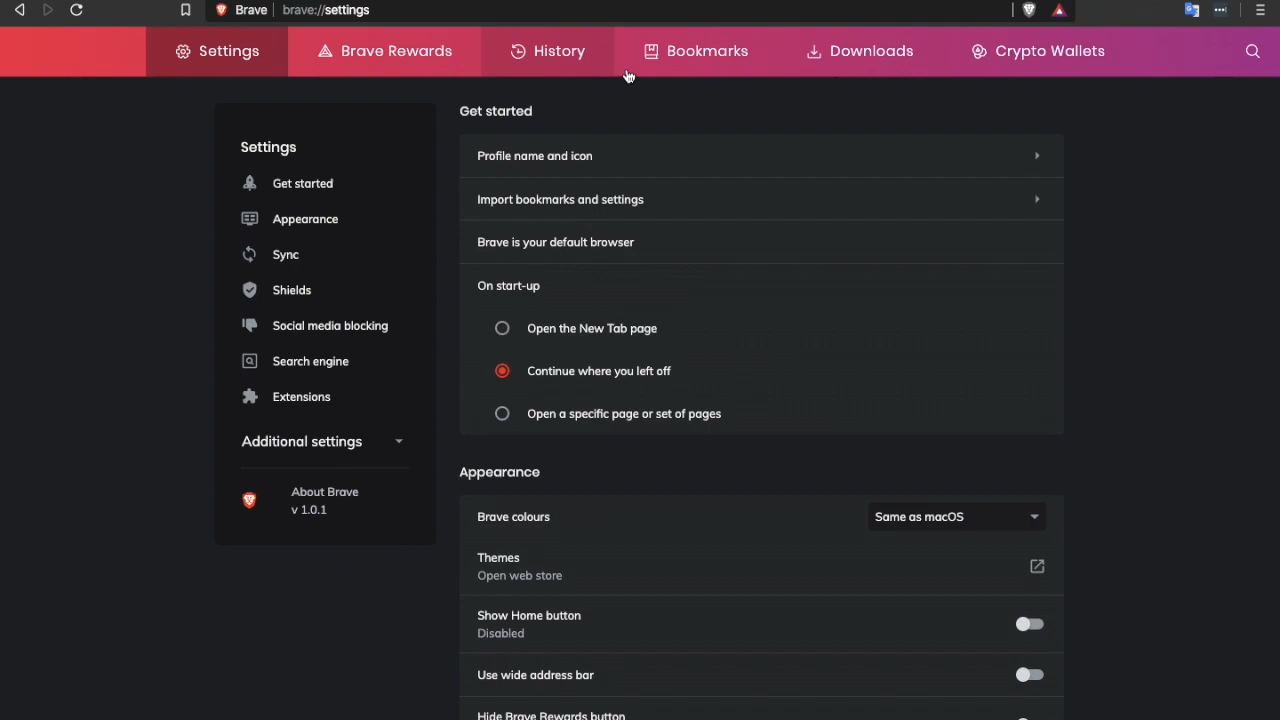 Brave
brave://settings
Settings
Brave Rewards
History
Bookmarks
Downloads
Crypto Wallets
Settings
Get started
Appearance
Sync
Shields
Social media blocking
Search engine
Extensions
Additional settings
About Brave
v 1.0.1
Get started
Profile name and icon
Import bookmarks and settings
Brave is your default browser
On start-up
Open the New Tab page
Continue where you left off
Open a specific page or set of pages
Appearance
Brave colours
Same as macOS
Themes
Open web store
Show Home button
Disabled
Use wide address bar
Hide Brave Rewards button